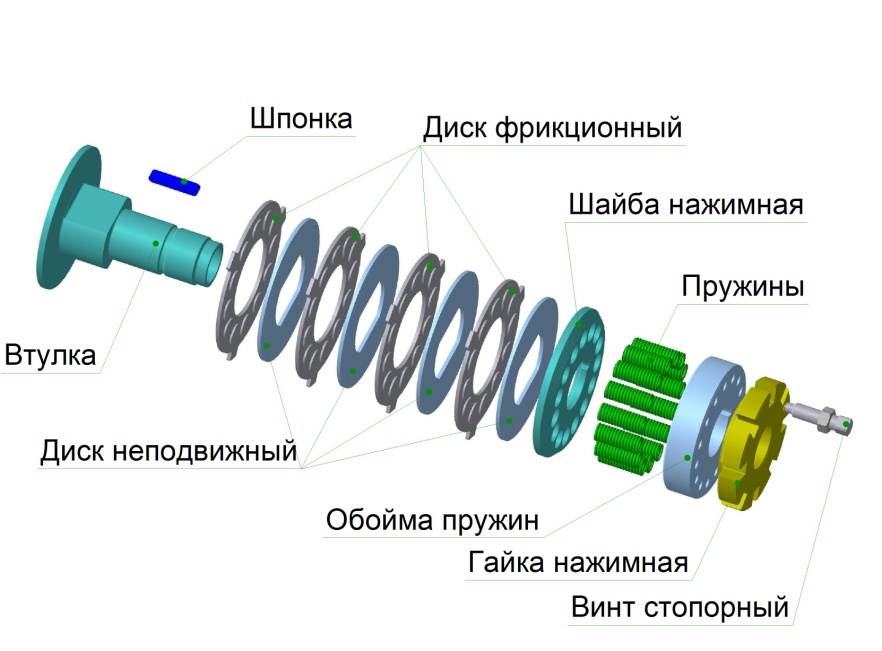 Шпонка
Диск фрикционный
Шайба нажимная
Пружины
Втулка
Диск неподвижный
Обойма пружин
Гайка нажимная
Винт стопорный